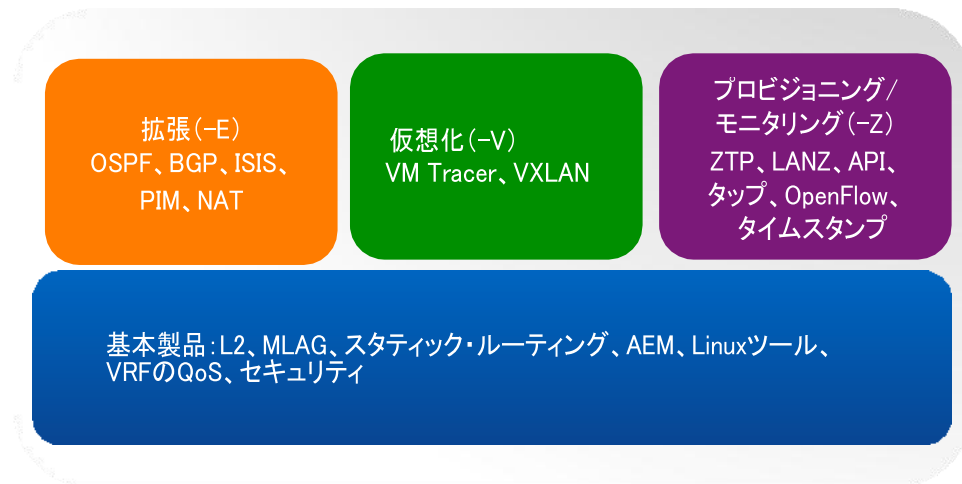 拡張(-E)
OSPF、BGP、ISIS、
PIM、NAT
仮想化(-V)
VM Tracer、VXLAN
プロビジョニング/
モニタリング(-Z)
ZTP、LANZ、API、
タップ、OpenFlow、
タイムスタンプ
基本製品:L2、MLAG、スタティック・ルーティング、AEM、Linuxツール、
VRFのQoS、セキュリティ